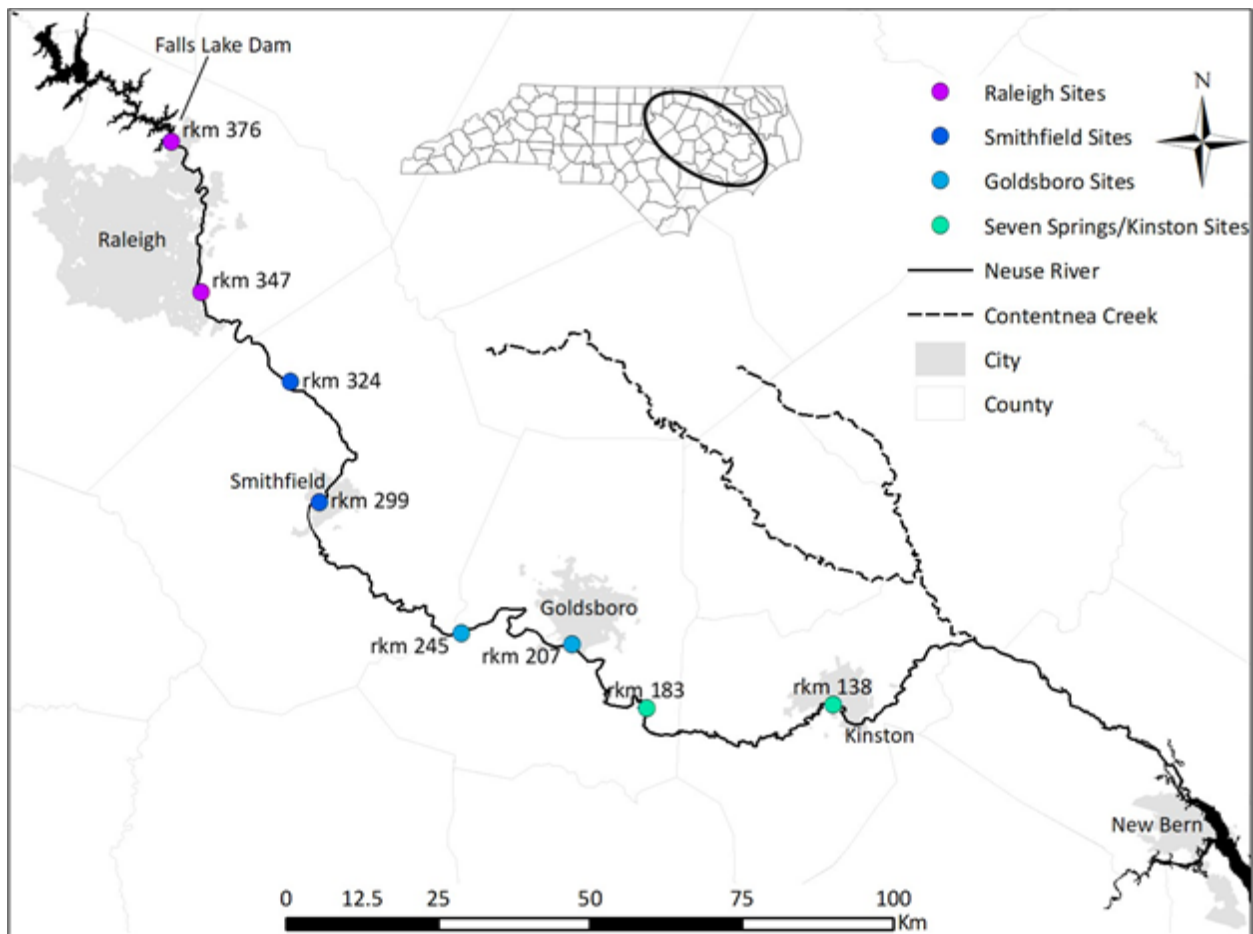 Falls Lake Dam
rkm 376
Raleigh
rkm 347
rkm 324
Smithfield
rkm 299
Goldsboro
rkm 245
rkm 207
rkm 183
rkm 138
Kinston
New Bern
N
Raleigh Sites
Smithfield Sites
Goldsboro Sites
Seven Springs/Kinston Sites
Neuse River
Contentnea Creek
City
County
0 12.5 25 50 75 100
Km